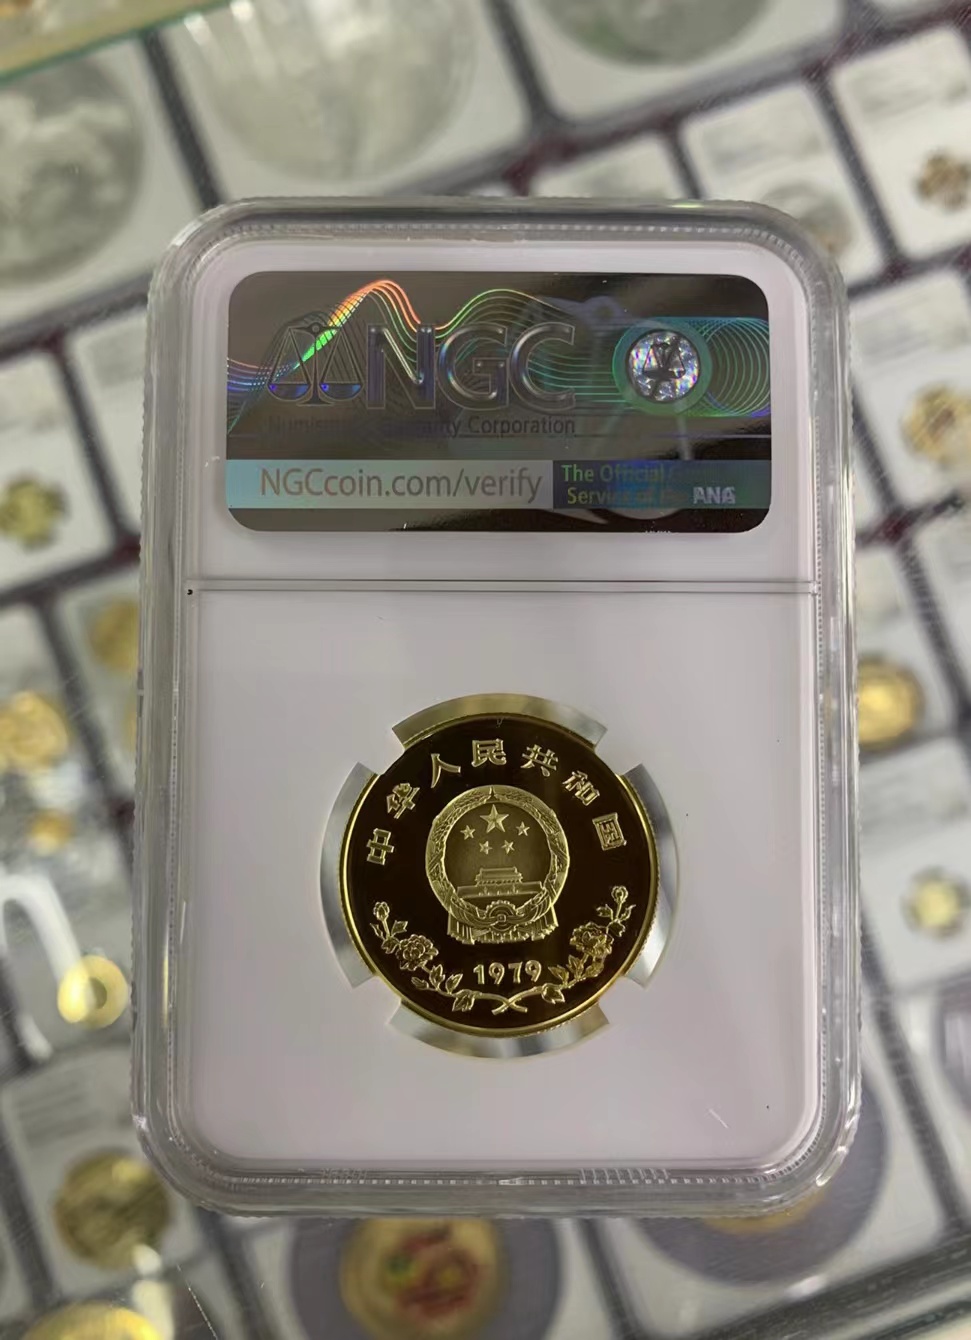 NGC
Numismatic Guaranty Corporation
NGCcoin.com/verify
The Official
Service of
ANA
中华人民共和国
1979